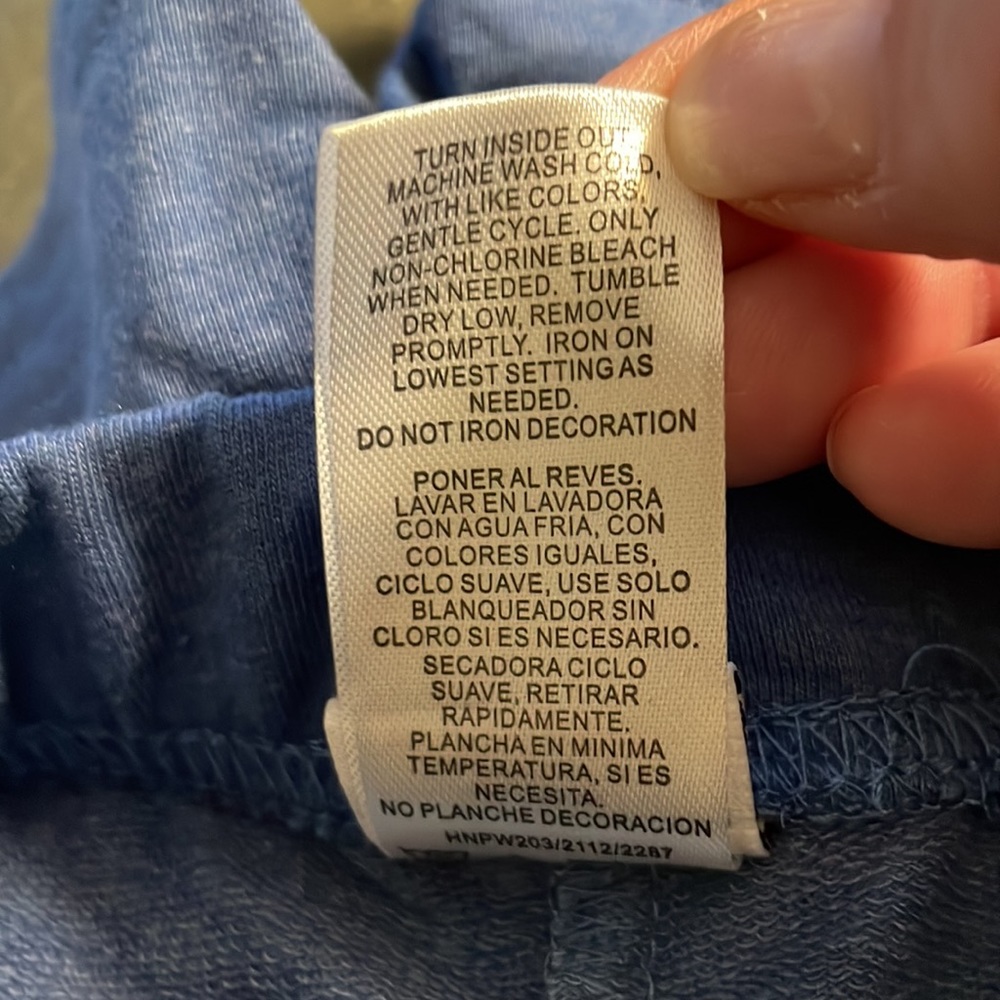 TURN INSIDE OUT
MACHINE WASH COLD,
WITH LIKE COLORS,
GENTLE CYCLE. ONLY
NON-CHLORINE BLEACH
WHEN NEEDED. TUMBLE
DRY LOW, REMOVE
PROMPTLY. IRON ON
LOWEST SETTING AS
NEEDED.
DO NOT IRON DECORATION
PONER AL REVES.
LAVAR EN LAVADORA
CON AGUA FRIA, CON
COLORES IGUALES,
CICLO SUAVE, USE SOLO
BLANQUEADOR SIN
CLORO SI ES NECESARIO.
SECADORA CICLO
SUAVE, RETIRAR
RAPIDAMENTE.
PLANCHA EN MINIMA
TEMPERATURA, SI ES
NECESITA.
NO PLANCHE DECORACION
HNPW203/2112/2287